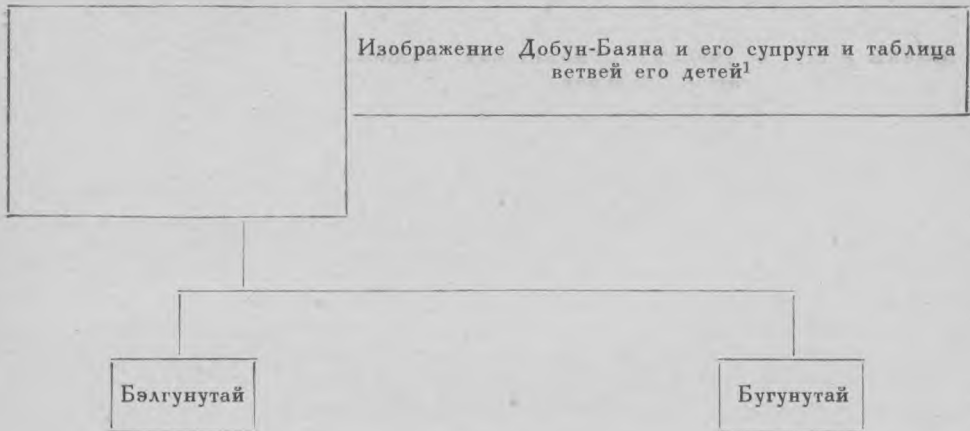 Изображение Добун-Баяна и его супруги и таблица
ветвей его детей¹
Бэлгунутай
Бугунутай